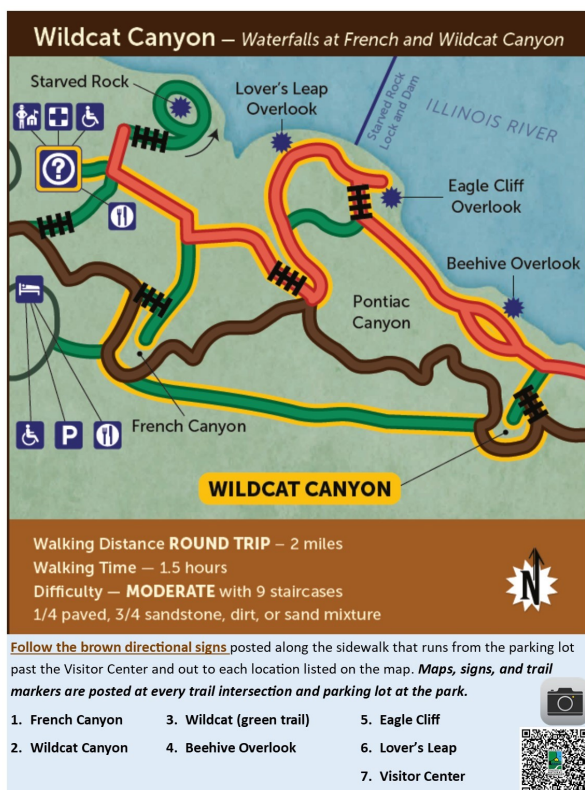 Wildcat Canyon — Waterfalls at French and Wildcat Canyon
Starved Rock
Lover's Leap
Overlook
Starved Rock
Lock and Dam
ILLINOIS RIVER
?
Eagle Cliff
Overlook
Beehive Overlook
Pontiac
Canyon
P
French Canyon
WILDCAT CANYON
Walking Distance ROUND TRIP – 2 miles
Walking Time — 1.5 hours
Difficulty — MODERATE with 9 staircases
1/4 paved, 3/4 sandstone, dirt, or sand mixture
N
Follow the brown directional signs posted along the sidewalk that runs from the parking lot
past the Visitor Center and out to each location listed on the map. Maps, signs, and trail
markers are posted at every trail intersection and parking lot at the park.
1. French Canyon
2. Wildcat Canyon
3. Wildcat (green trail)
4. Beehive Overlook
5. Eagle Cliff
6. Lover's Leap
7. Visitor Center